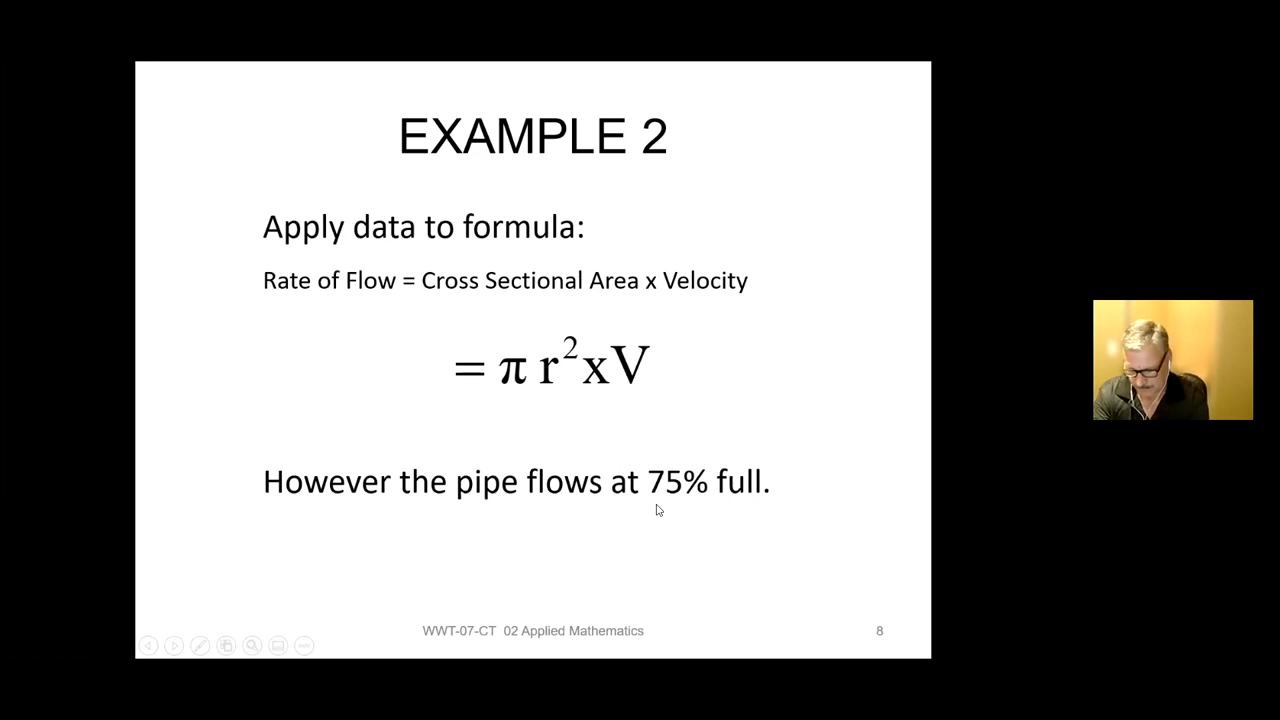 EXAMPLE 2
Apply data to formula:
Rate of Flow = Cross Sectional Area x Velocity
= π r²xV
However the pipe flows at 75% full.
WWT-07-CT 02 Applied Mathematics
8